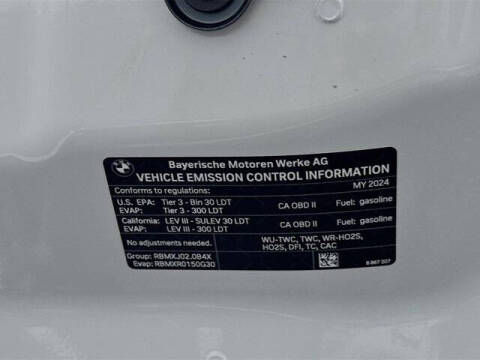 BMW
Bayerische Motoren Werke AG
VEHICLE EMISSION CONTROL INFORMATION
Conforms to regulations: MY 2024
U.S. EPA: Tier 3 - Bin 30 LDT CA OBD II Fuel: gasoline
EVAP: Tier 3 - 300 LDT
California: LEV III - SULEV 30 LDT CA OBD II Fuel: gasoline
EVAP: LEV III - 300 LDT
No adjustments needed. WU-TWC, TWC, WR-HO2S,
HO2S, DFI, TC, CAC
Group: RBMXJ02.0B4X
Evap: RBMXR0150G30